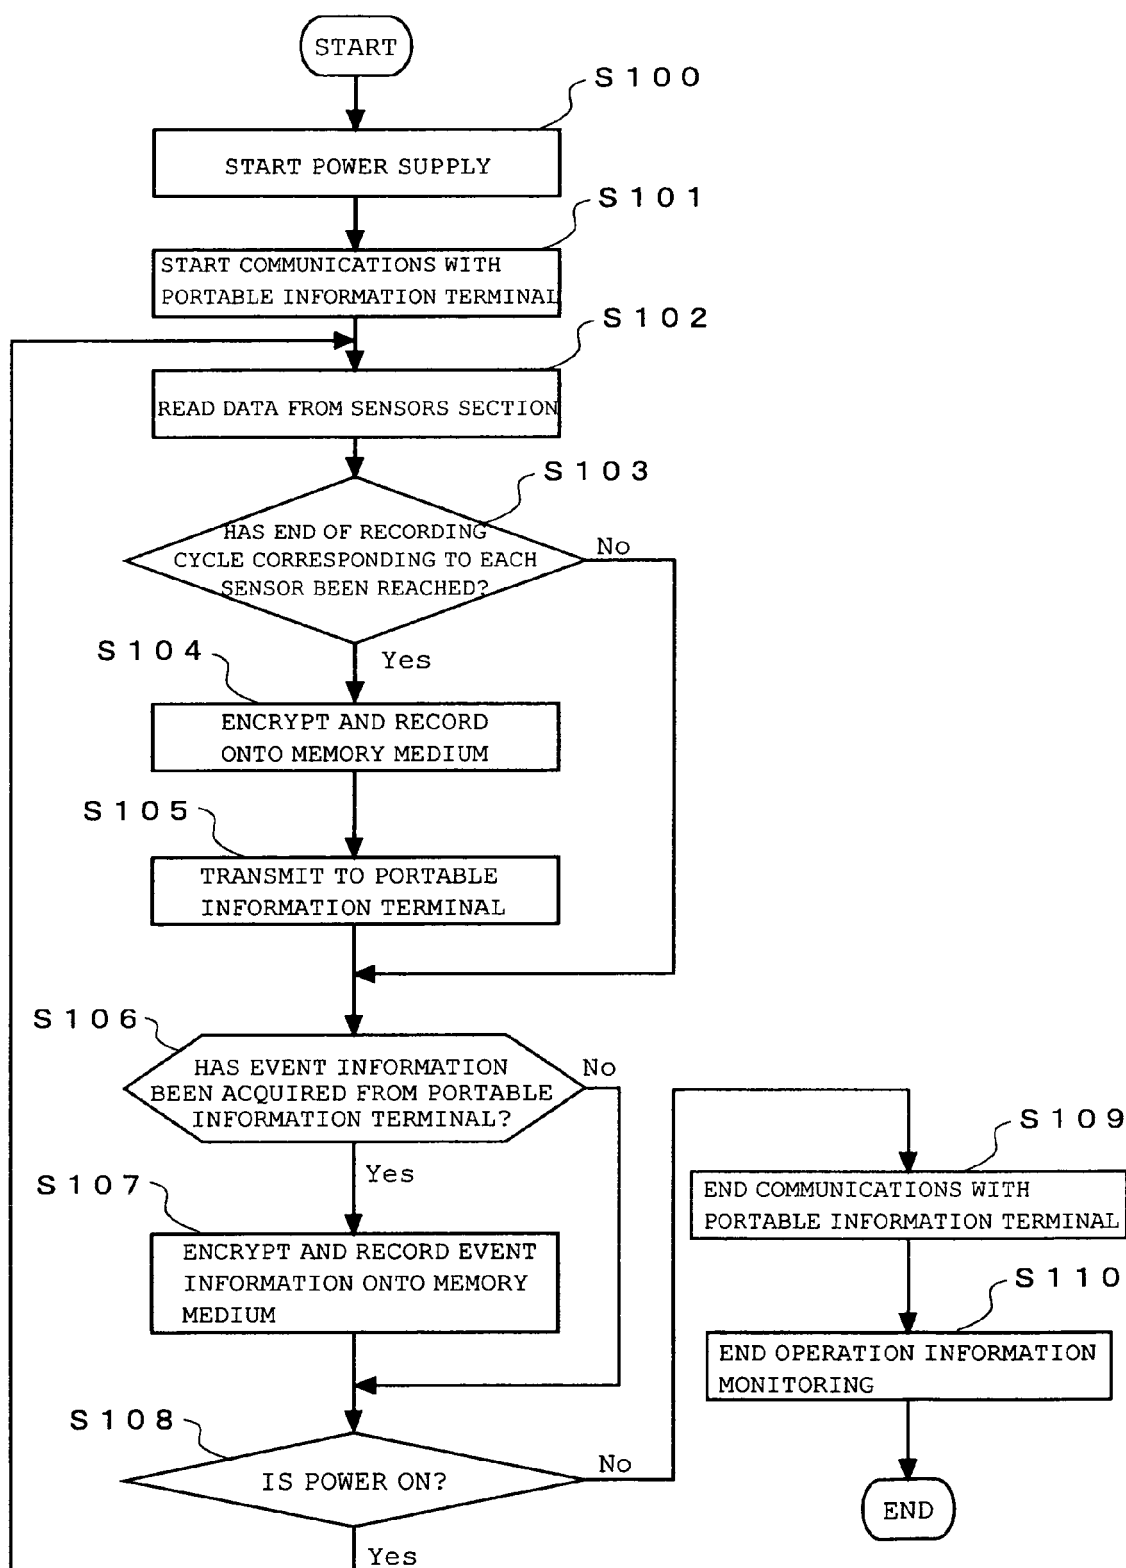 START
S100
START POWER SUPPLY
S101
START COMMUNICATIONS WITH
PORTABLE INFORMATION TERMINAL
S102
READ DATA FROM SENSORS SECTION
S103
HAS END OF RECORDING
CYCLE CORRESPONDING TO EACH
SENSOR BEEN REACHED?
No
Yes
S104
ENCRYPT AND RECORD
ONTO MEMORY MEDIUM
S105
TRANSMIT TO PORTABLE
INFORMATION TERMINAL
S106
HAS EVENT INFORMATION
BEEN ACQUIRED FROM PORTABLE
INFORMATION TERMINAL?
No
Yes
S107
ENCRYPT AND RECORD EVENT
INFORMATION ONTO MEMORY
MEDIUM
S108
IS POWER ON?
No
Yes
S109
END COMMUNICATIONS WITH
PORTABLE INFORMATION TERMINAL
S110
END OPERATION INFORMATION
MONITORING
END